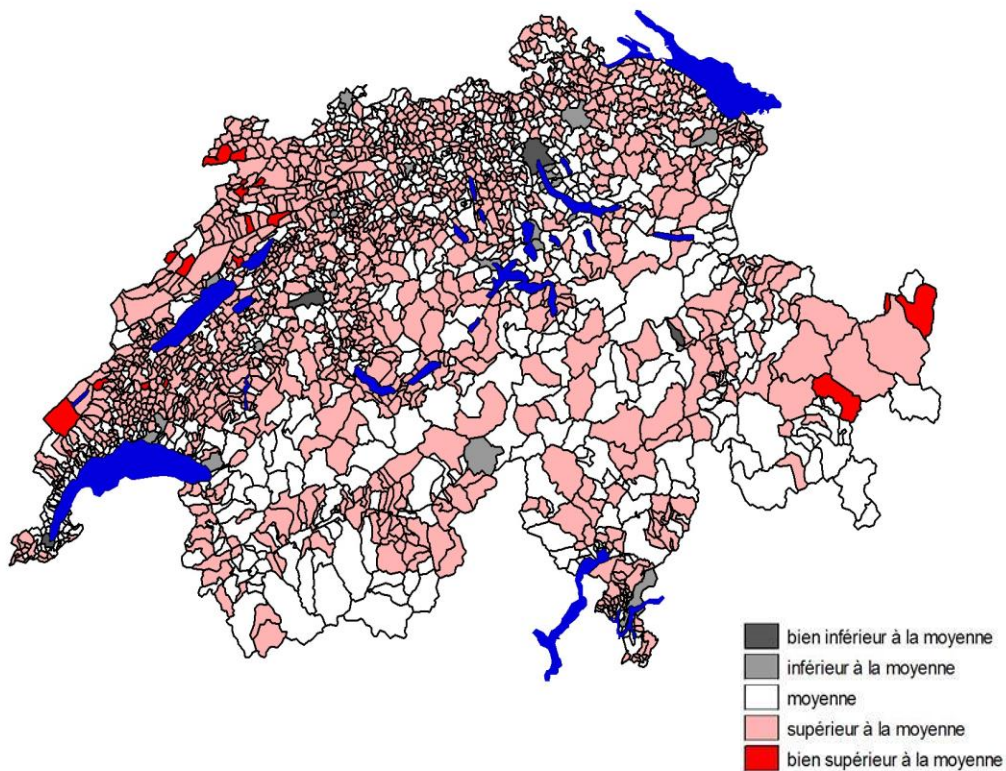 bien inférieur à la moyenne
inférieur à la moyenne
moyenne
supérieur à la moyenne
bien supérieur à la moyenne